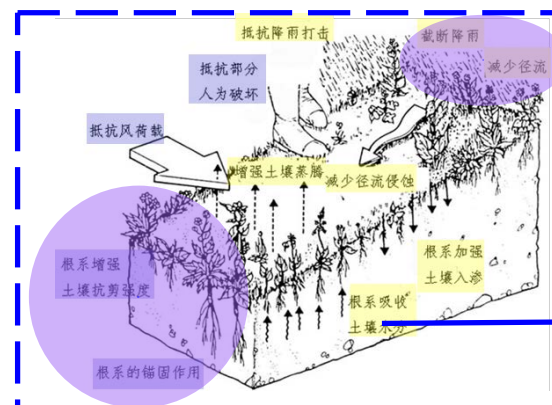 抵抗降雨打击
截断降雨
减少径流
抵抗部分
人为破坏
抵抗风荷载
增强土壤蒸腾
减少径流侵蚀
根系增强
土壤抗剪强度
根系加强
土壤入渗
根系吸收
土壤水分
根系的锚固作用